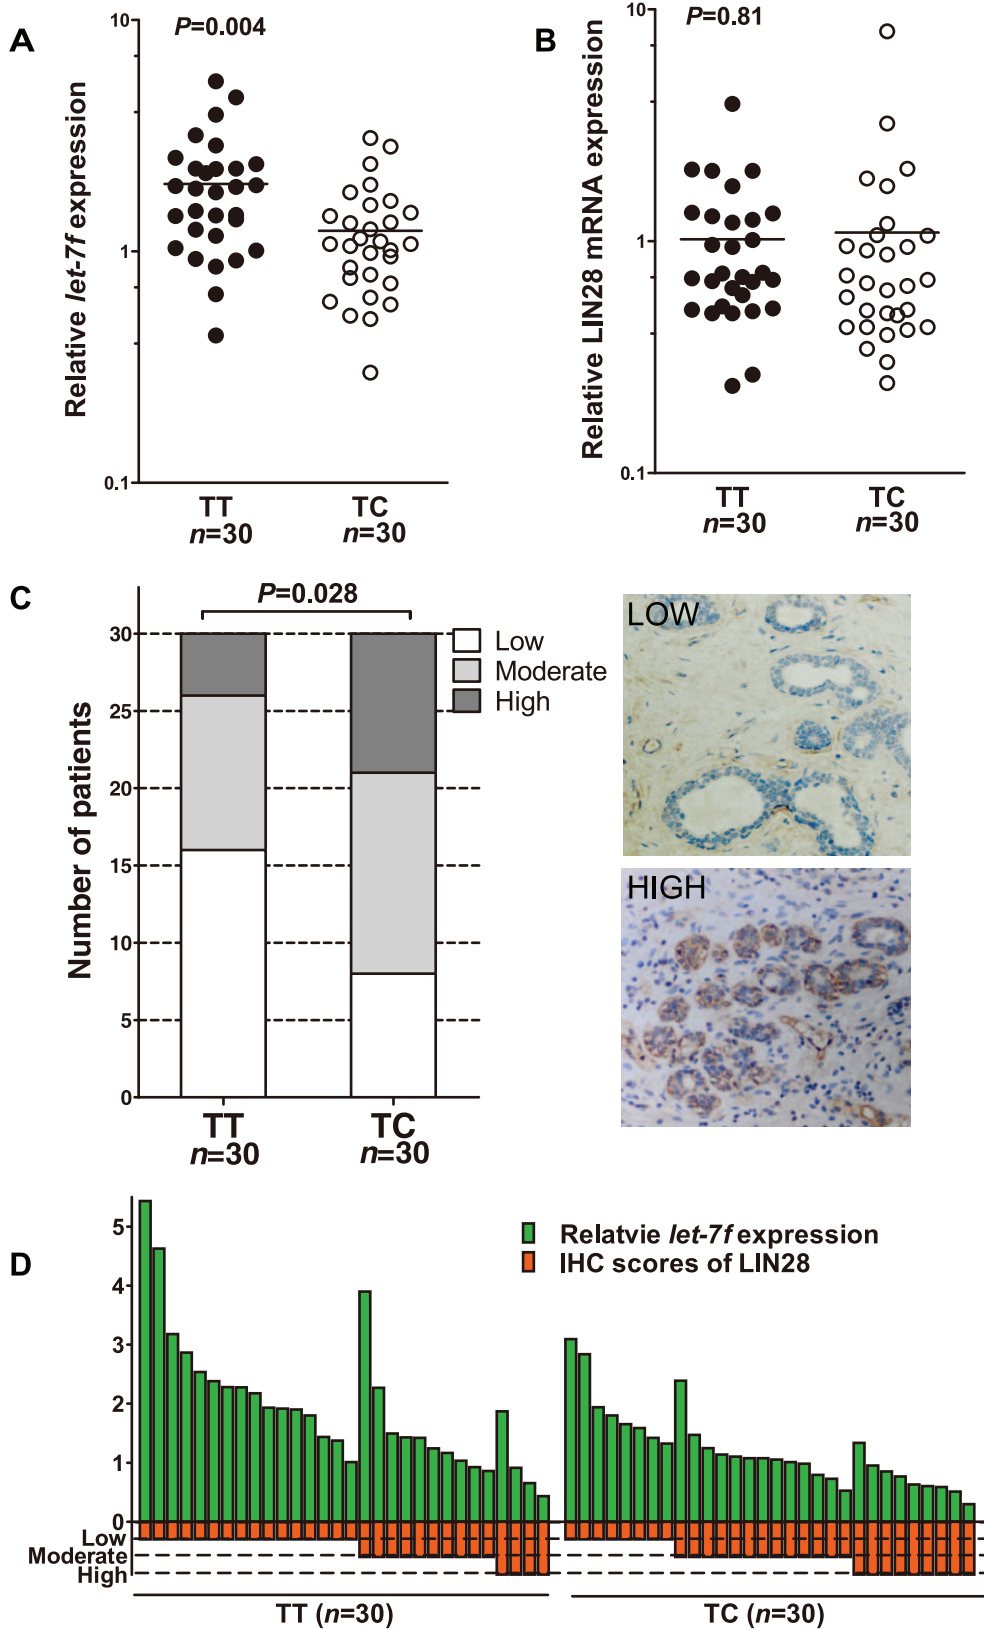 A
P=0.004
10
1
0.1
Relative let-7f expression
TT
n=30
TC
n=30
B
P=0.81
10
1
0.1
Relative LIN28 mRNA expression
TT
n=30
TC
n=30
C
P=0.028
30
25
20
15
10
5
0
Number of patients
Low
Moderate
High
TT
n=30
TC
n=30
LOW
HIGH
D
5
4
3
2
1
0
Low
Moderate
High
Relatvie let-7f expression
IHC scores of LIN28
TT (n=30)
TC (n=30)